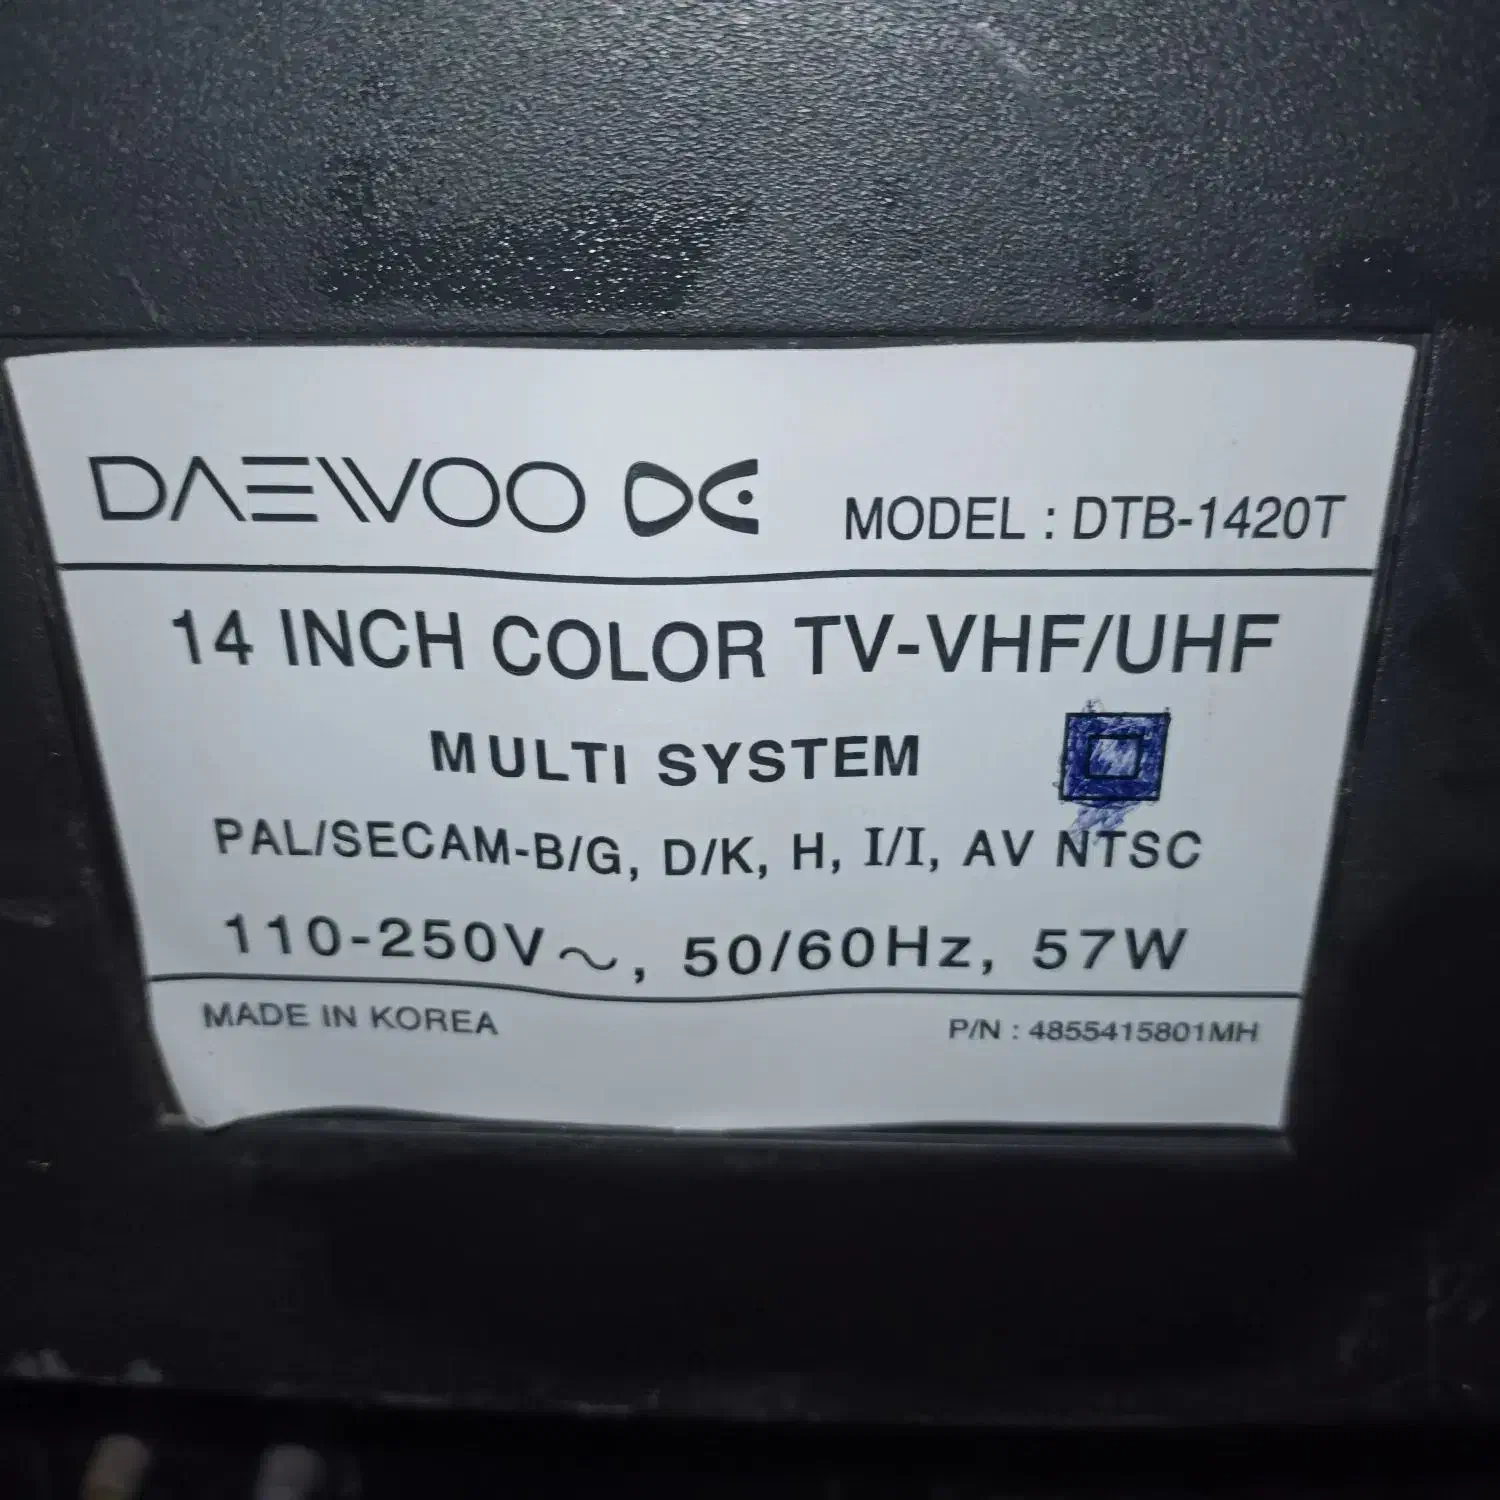 DAEWOO DE MODEL : DTB-1420T
14 INCH COLOR TV-VHF/UHF
MULTI SYSTEM
PAL/SECAM-B/G, D/K, H, I/I, AV NTSC
110-250V～, 50/60Hz, 57W
MADE IN KOREA P/N : 4855415801MH